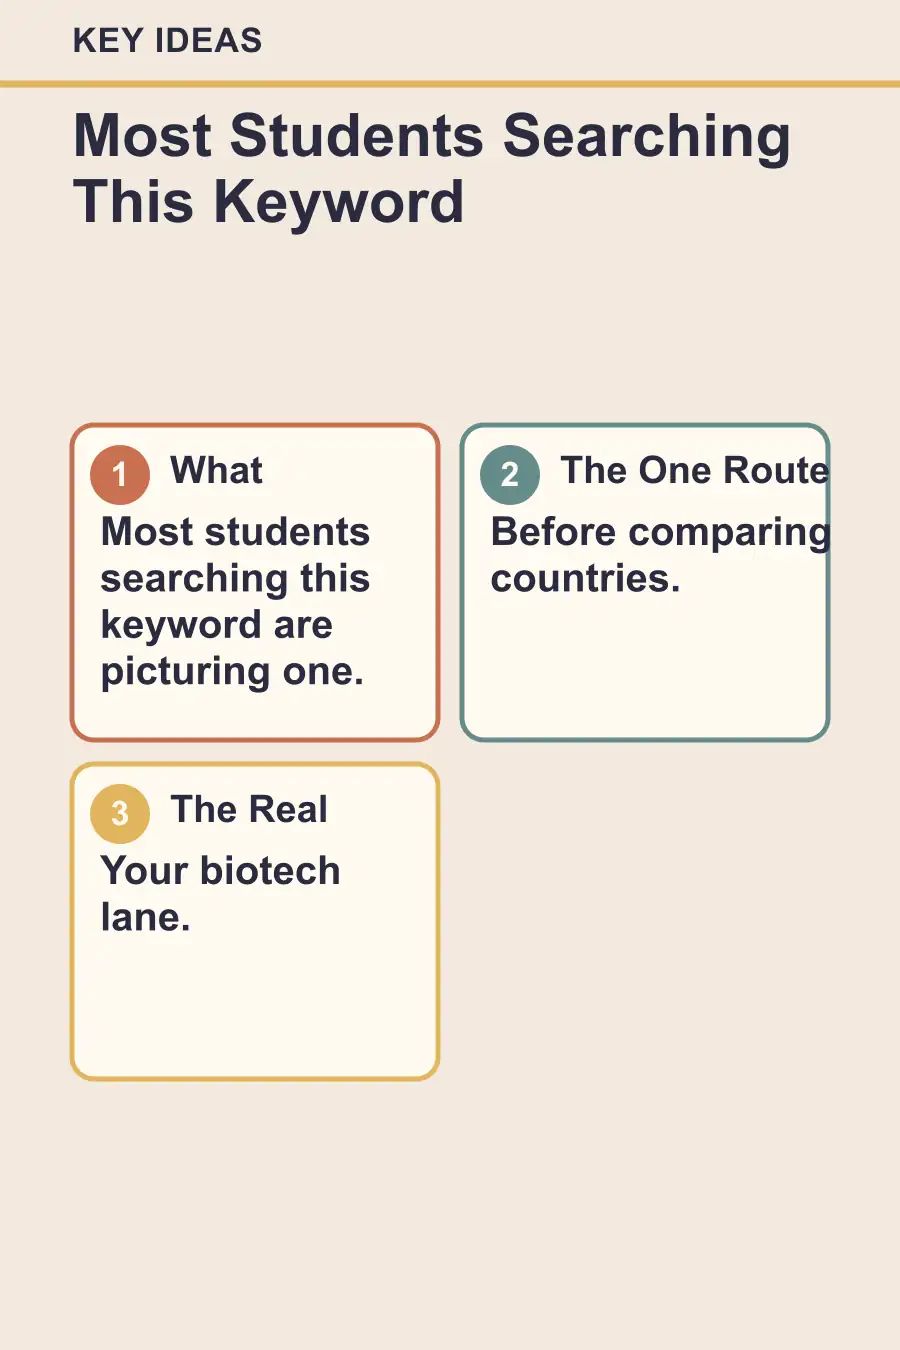 KEY IDEAS
Most Students Searching
This Keyword
1 What
Most students
searching this
keyword are
picturing one.
2 The One Route
Before comparing
countries.
3 The Real
Your biotech
lane.